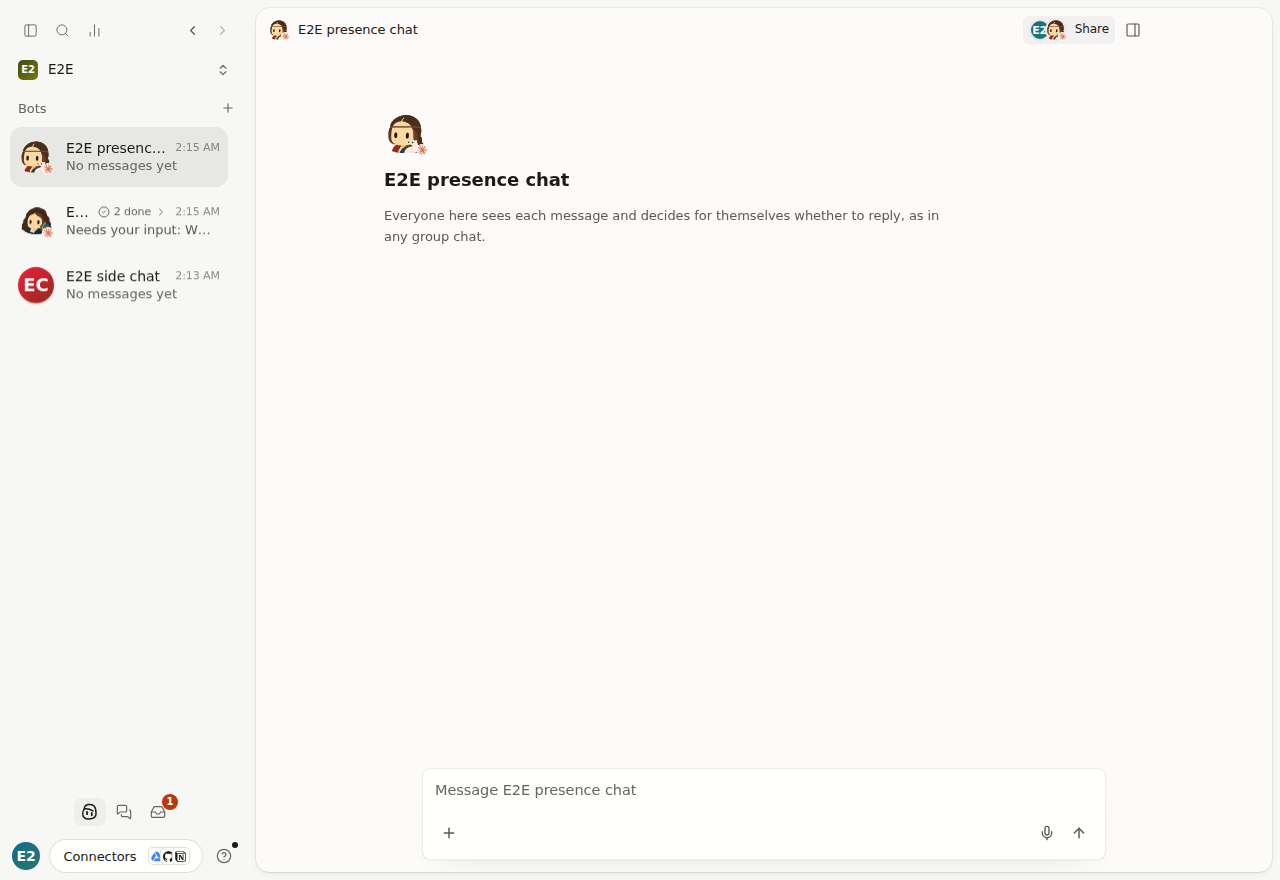 E2 E2E
Bots
E2E presenc... 2:15 AM
No messages yet
E... 2 done 2:15 AM
Needs your input: W...
EC E2E side chat 2:13 AM
No messages yet
1
E2 Connectors
E2E presence chat
E2 Share
E2E presence chat
Everyone here sees each message and decides for themselves whether to reply, as in
any group chat.
Message E2E presence chat